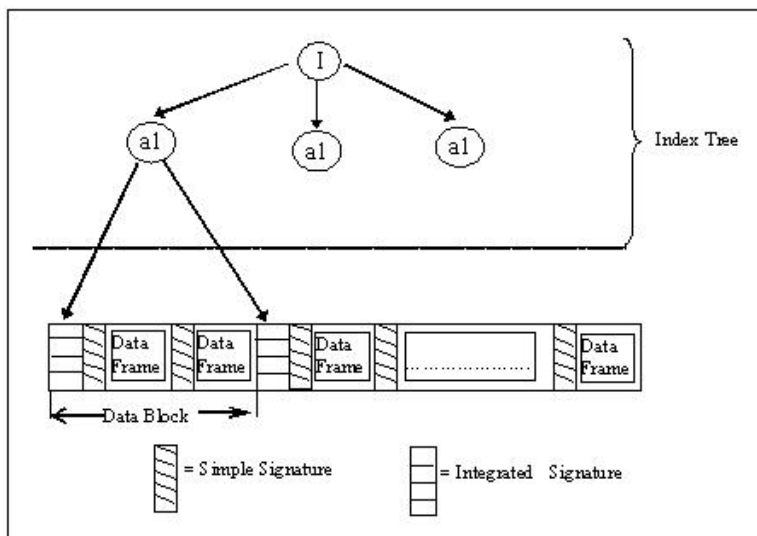 I
a1 a1 a1
Index Tree
Data Frame
Data Frame
Data Frame
Data Frame
Data Block
= Simple Signature
= Integrated Signature